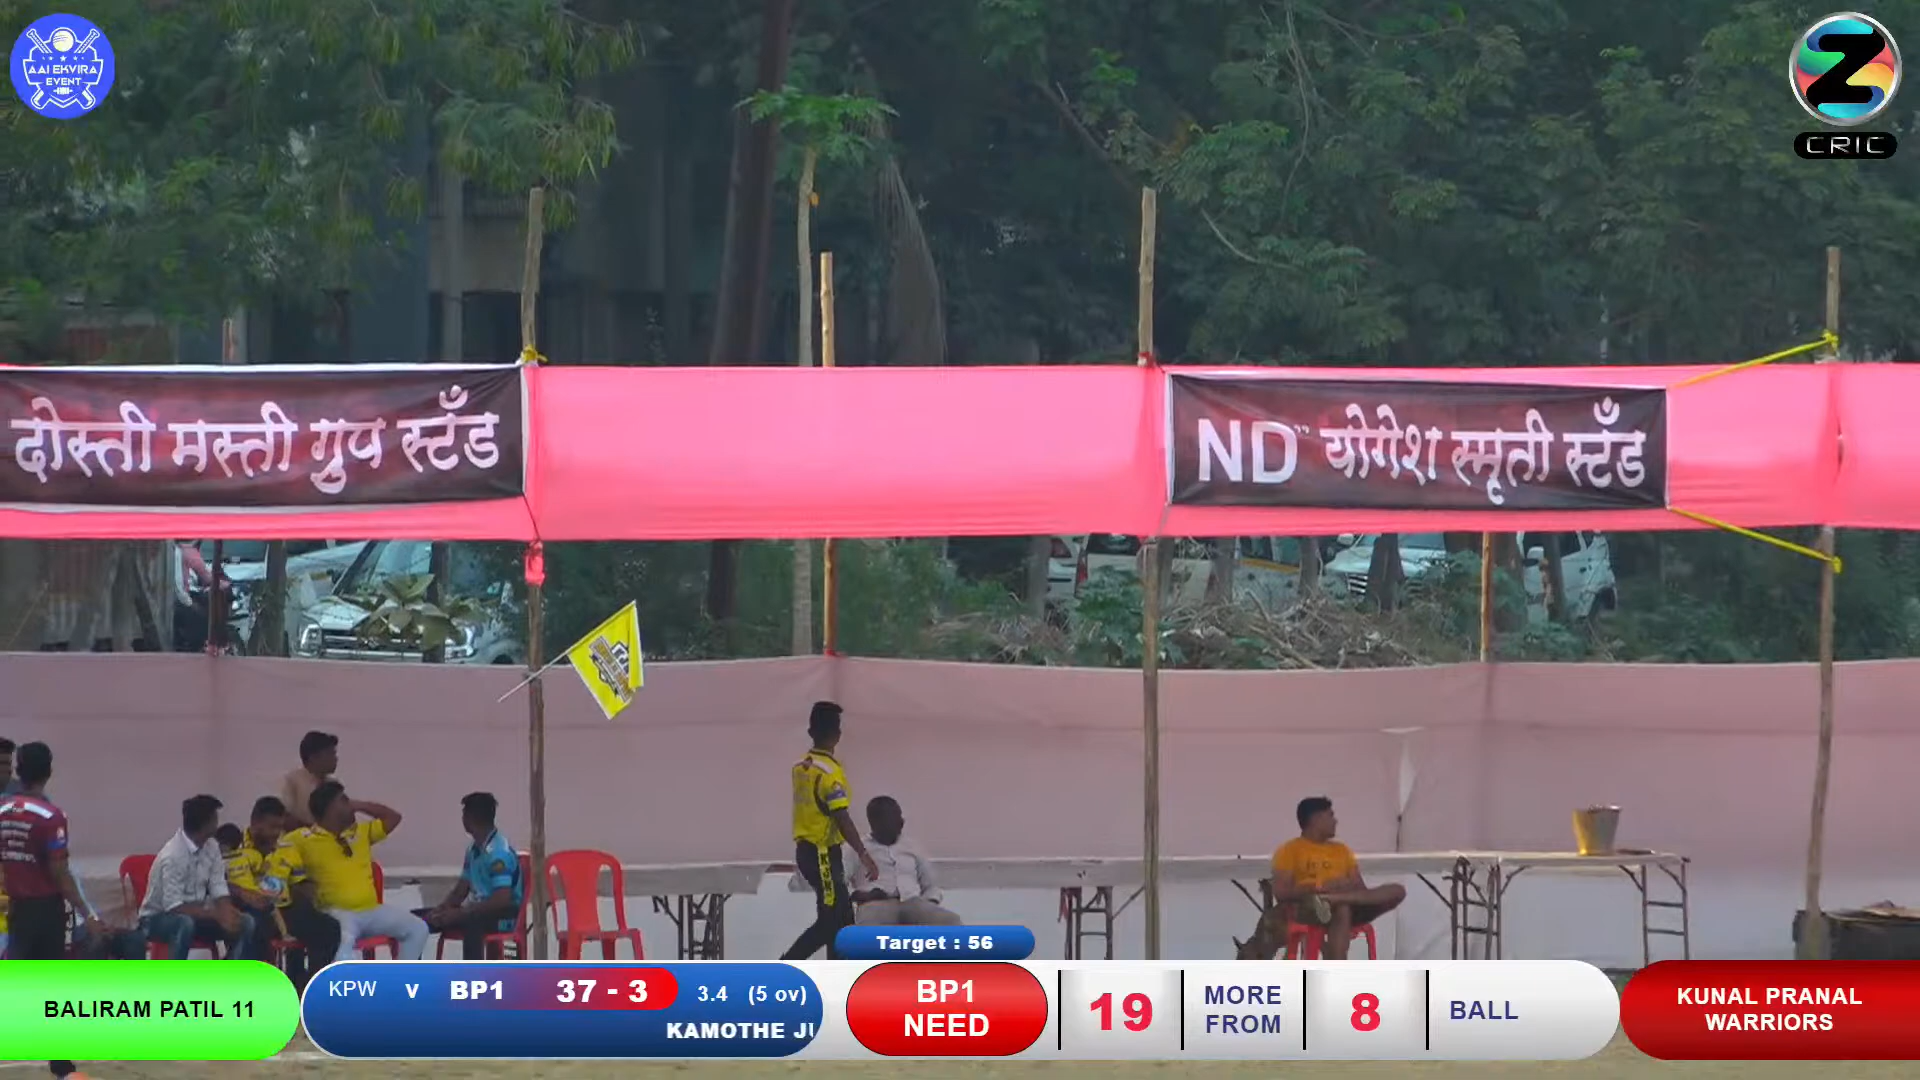 AAI EKVIRA
EVENT
CRIC
दोस्ती मस्ती ग्रुप स्टँड
ND" योगेश स्मृती स्टँड
Target : 56
BALIRAM PATIL 11
KPW v BP1 37 - 3 3.4 (5 ov)
KAMOTHE
BP1
NEED
19
MORE
FROM
8
BALL
KUNAL PRANAL
WARRIORS